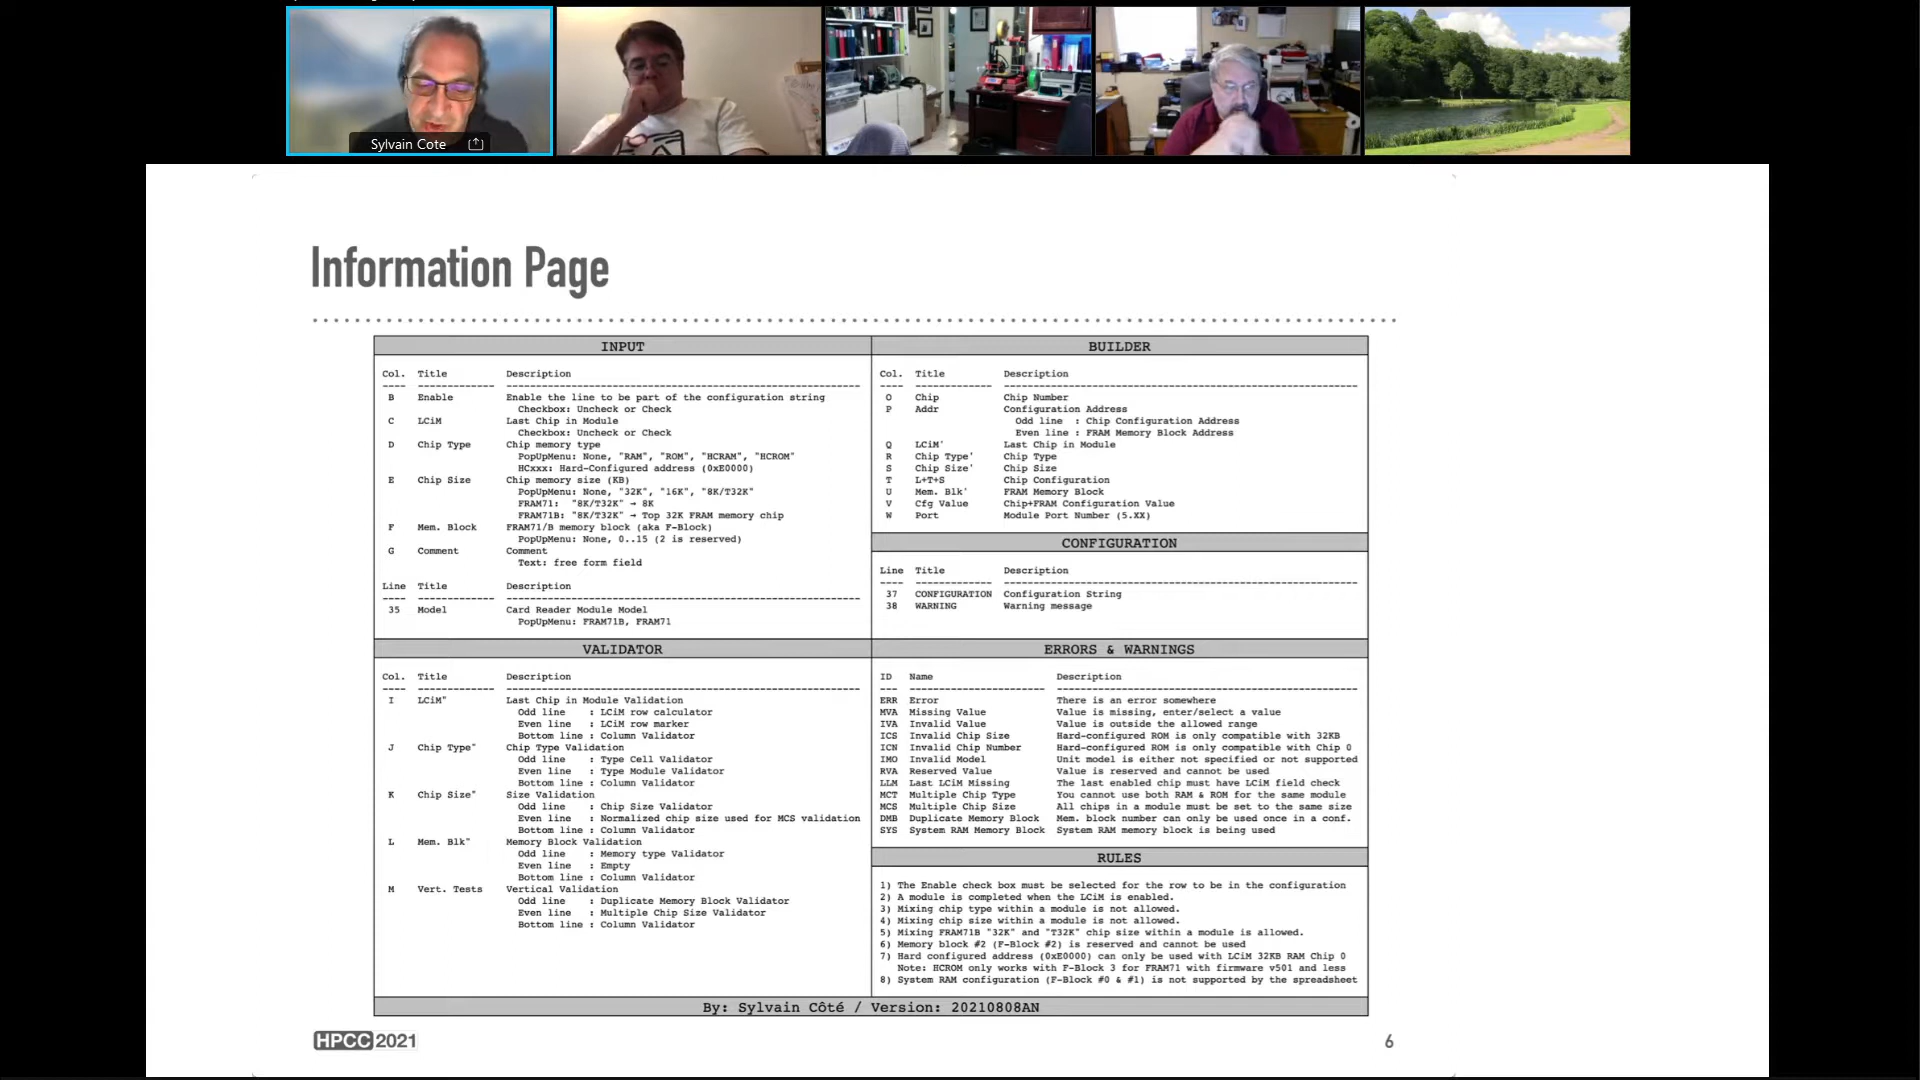 Sylvain Cote
Information Page
INPUT
Col. Title Description
---- ------------- ------------------------------------------------------------
B Enable Enable the line to be part of the configuration string
Checkbox: Uncheck or Check
C LCiM Last Chip in Module
Checkbox: Uncheck or Check
D Chip Type Chip memory type
PopUpMenu: None, "RAM", "ROM", "HCRAM", "HCROM"
HCxxx: Hard-Configured address (0xE0000)
E Chip Size Chip memory size (KB)
PopUpMenu: None, "32K", "16K", "8K/T32K"
FRAM71: "8K/T32K" → 8K
FRAM71B: "8K/T32K" → Top 32K FRAM memory chip
F Mem. Block FRAM71/B memory block (aka F-Block)
PopUpMenu: None, 0..15 (2 is reserved)
G Comment Comment
Text: free form field
Line Title Description
---- ------------- ------------------------------------------------------------
35 Model Card Reader Module Model
PopUpMenu: FRAM71B, FRAM71
BUILDER
Col. Title Description
---- ------------- ------------------------------------------------------------
O Chip Chip Number
P Addr Configuration Address
Odd line : Chip Configuration Address
Even line : FRAM Memory Block Address
Q LCiM' Last Chip in Module
R Chip Type' Chip Type
S Chip Size' Chip Size
T L+T+S Chip Configuration
U Mem. Blk' FRAM Memory Block
V Cfg Value Chip+FRAM Configuration Value
W Port Module Port Number (5.XX)
CONFIGURATION
Line Title Description
---- ------------- ------------------------------------------------------------
37 CONFIGURATION Configuration String
38 WARNING Warning message
VALIDATOR
Col. Title Description
---- ------------- ------------------------------------------------------------
I LCiM" Last Chip in Module Validation
Odd line : LCiM row calculator
Even line : LCiM row marker
Bottom line : Column Validator
J Chip Type" Chip Type Validation
Odd line : Type Cell Validator
Even line : Type Module Validator
Bottom line : Column Validator
K Chip Size" Size Validation
Odd line : Chip Size Validator
Even line : Normalized chip size used for MCS validation
Bottom line : Column Validator
L Mem. Blk" Memory Block Validation
Odd line : Memory type Validator
Even line : Empty
Bottom line : Column Validator
M Vert. Tests Vertical Validation
Odd line : Duplicate Memory Block Validator
Even line : Multiple Chip Size Validator
Bottom line : Column Validator
ERRORS & WARNINGS
ID Name Description
--- ----------------------- ---------------------------------------------------
ERR Error There is an error somewhere
MVA Missing Value Value is missing, enter/select a value
IVA Invalid Value Value is outside the allowed range
ICS Invalid Chip Size Hard-configured ROM is only compatible with 32KB
ICN Invalid Chip Number Hard-configured ROM is only compatible with Chip 0
IMO Invalid Model Unit model is either not specified or not supported
RVA Reserved Value Value is reserved and cannot be used
LLM Last LCiM Missing The last enabled chip must have LCiM field check
MCT Multiple Chip Type You cannot use both RAM & ROM for the same module
MCS Multiple Chip Size All chips in a module must be set to the same size
DMB Duplicate Memory Block Mem. block number can only be used once in a conf.
SYS System RAM Memory Block System RAM memory block is being used
RULES
1) The Enable check box must be selected for the row to be in the configuration
2) A module is completed when the LCiM is enabled.
3) Mixing chip type within a module is not allowed.
4) Mixing chip size within a module is not allowed.
5) Mixing FRAM71B "32K" and "T32K" chip size within a module is allowed.
6) Memory block #2 (F-Block #2) is reserved and cannot be used
7) Hard configured address (0xE0000) can only be used with LCiM 32KB RAM Chip 0
Note: HCROM only works with F-Block 3 for FRAM71 with firmware v501 and less
8) System RAM configuration (F-Block #0 & #1) is not supported by the spreadsheet
By: Sylvain Côté / Version: 20210808AN
HPCC 2021
6